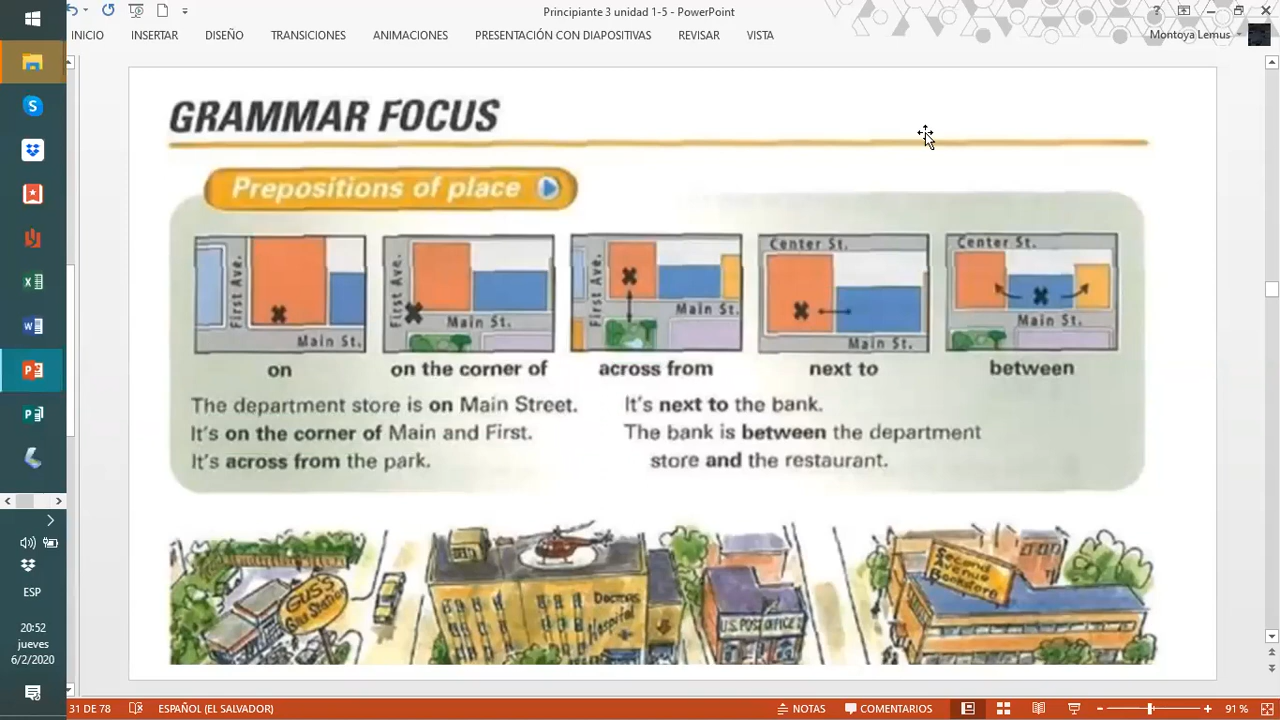 Principiante 3 unidad 1-5 - PowerPoint
?
INICIO INSERTAR DISEÑO TRANSICIONES ANIMACIONES PRESENTACIÓN CON DIAPOSITIVAS REVISAR VISTA
Montoya Lemus
GRAMMAR FOCUS
Prepositions of place
First Ave.
Main St.
on
First Ave.
Main St.
on the corner of
First Ave.
Main St.
across from
Center St.
Main St.
next to
Center St.
Main St.
between
The department store is on Main Street.
It's on the corner of Main and First.
It's across from the park.
It's next to the bank.
The bank is between the department
store and the restaurant.
Gus's
Gas Station
Doctors
Hospital
U.S. POST OFFICE
Second
Avenue
Bookstore
ESP
20:52
jueves
6/2/2020
31 DE 78
ESPAÑOL (EL SALVADOR)
NOTAS
COMENTARIOS
91 %